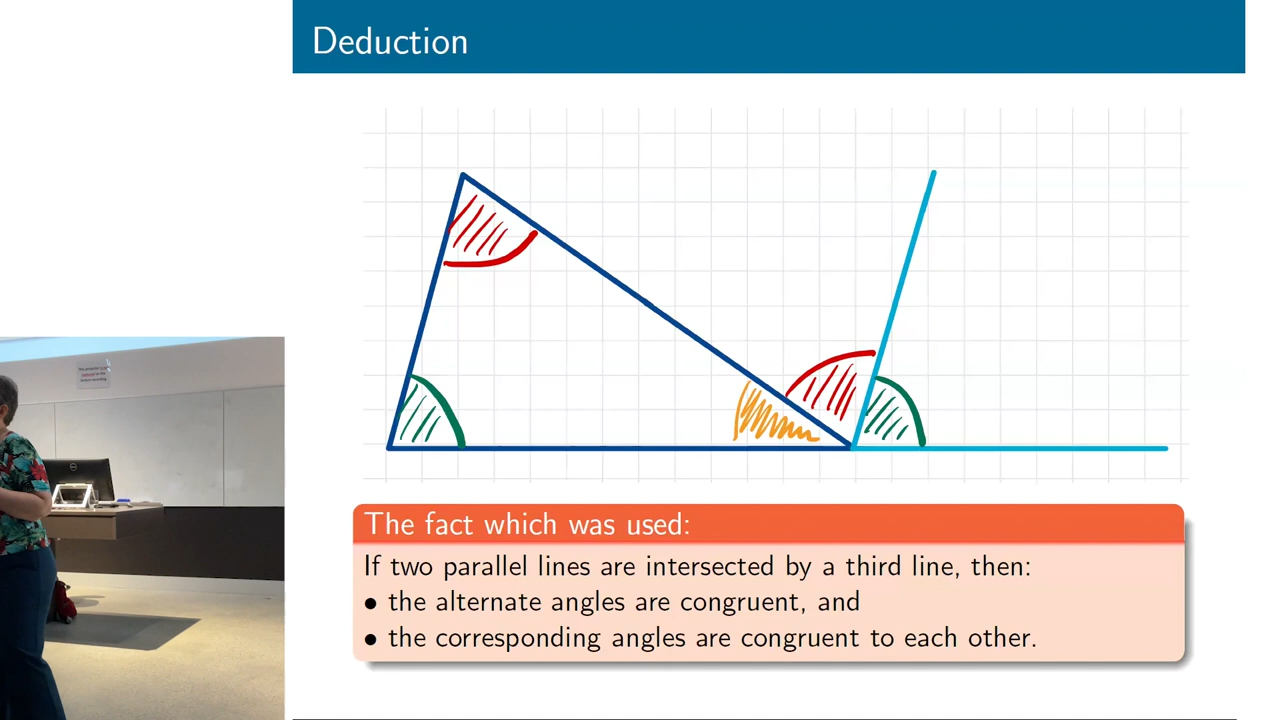 Deduction
The fact which was used:
If two parallel lines are intersected by a third line, then:
• the alternate angles are congruent, and
• the corresponding angles are congruent to each other.